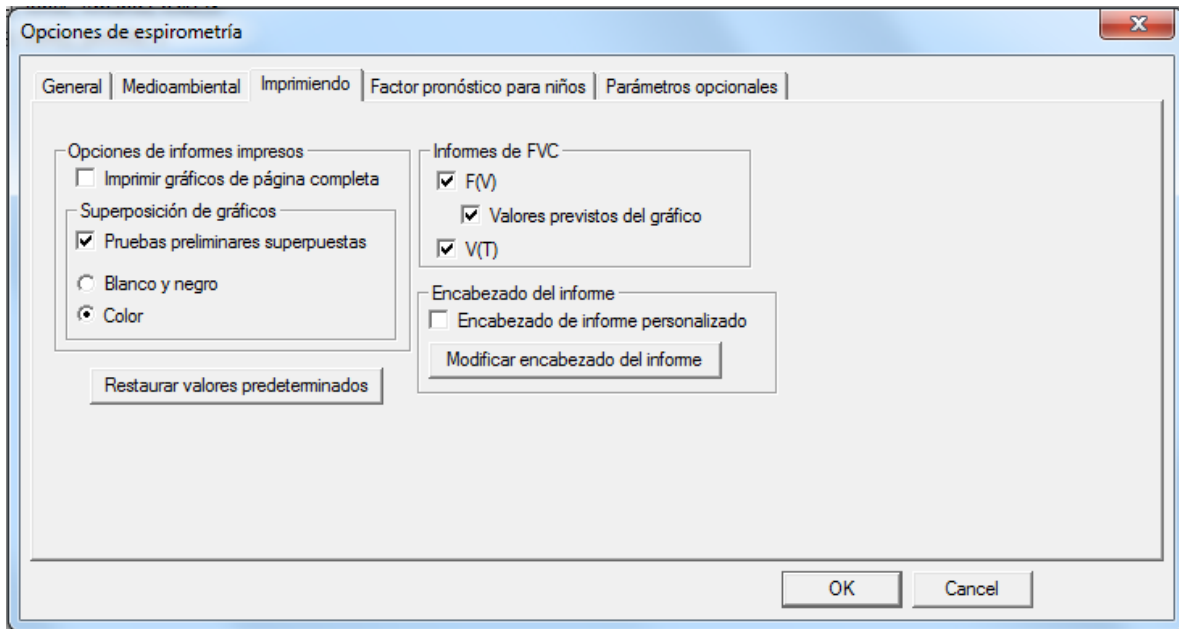 Opciones de espirometría
General
Medioambiental
Imprimiendo
Factor pronóstico para niños
Parámetros opcionales
Opciones de informes impresos
Imprimir gráficos de página completa
Superposición de gráficos
Pruebas preliminares superpuestas
Blanco y negro
Color
Restaurar valores predeterminados
Informes de FVC
F(V)
Valores previstos del gráfico
V(T)
Encabezado del informe
Encabezado de informe personalizado
Modificar encabezado del informe
OK
Cancel